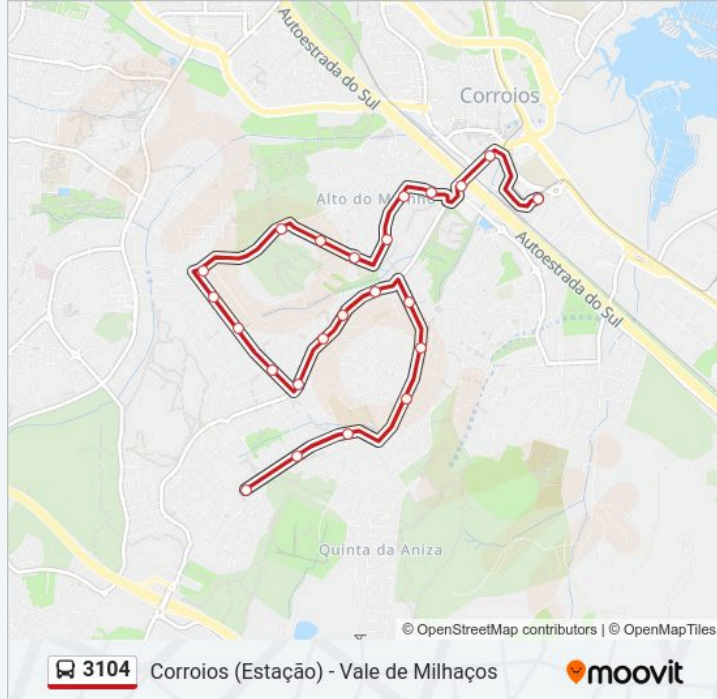 Autoestrada do Sul
Corroios
Alto do Moinho
Autoestrada do Sul
Quinta da Aniza
© OpenStreetMap contributors | © OpenMapTiles
3104 Corroios (Estação) - Vale de Milhaços
moovit